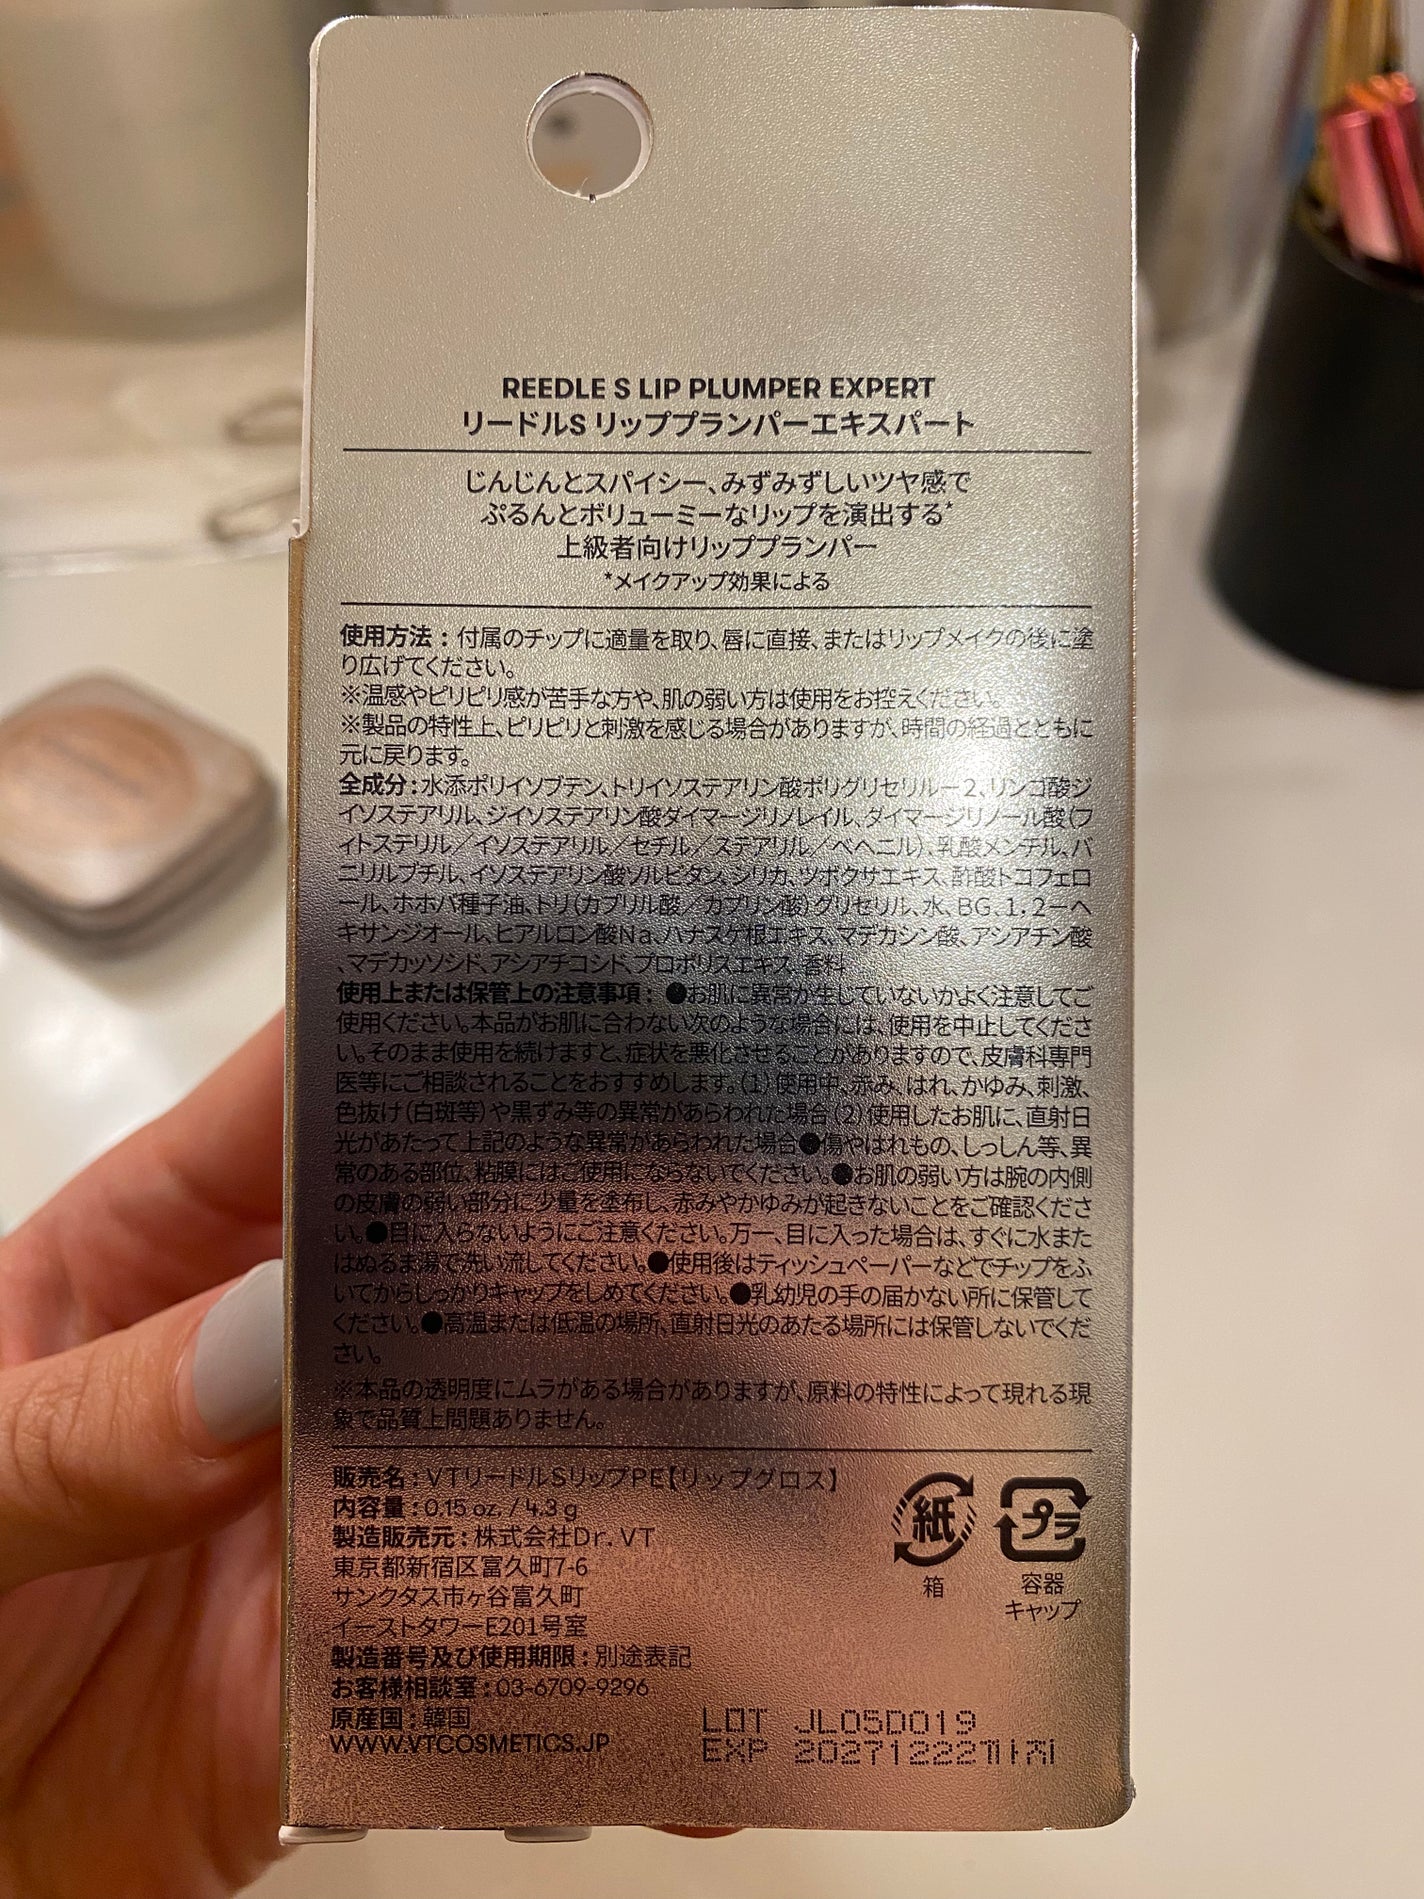 REEDLE S LIP PLUMPER EXPERT
リードルS リッププランパーエキスパート
じんじんとスパイシー、みずみずしいツヤ感で
ぷるんとボリューミーなリップを演出する*
上級者向けリッププランパー
*メイクアップ効果による
使用方法：付属のチップに適量を取り、唇に直接、またはリップメイクの後に塗
り広げてください。
※温感やピリピリ感が苦手な方や、肌の弱い方は使用をお控えください。
※製品の特性上、ピリピリと刺激を感じる場合がありますが、時間の経過とともに
元に戻ります。
全成分：水添ポリイソブテン、トリイソステアリン酸ポリグリセリル－2、リンゴ酸ジ
イソステアリル、ジイソステアリン酸ダイマージリノレイル、ダイマージリノール酸（フ
ィトステリル／イソステアリル／セチル／ステアリル／ベヘニル）、乳酸メンチル、バ
ニリルブチル、イソステアリン酸ソルビタン、シリカ、ツボクサエキス、酢酸トコフェロ
ール、ホホバ種子油、トリ（カプリル酸／カプリン酸）グリセリル、水、BG、1，2－ヘ
キサンジオール、ヒアルロン酸Na、ハナスゲ根エキス、マデカシン酸、アシアチン酸
、マデカッソシド、アシアチコシド、プロポリスエキス、香料
使用上または保管上の注意事項：●お肌に異常が生じていないかよく注意してご
使用ください。本品がお肌に合わない次のような場合には、使用を中止してくださ
い。そのまま使用を続けますと、症状を悪化させることがありますので、皮膚科専門
医等にご相談されることをおすすめします。（1）使用中、赤み、はれ、かゆみ、刺激、
色抜け（白斑等）や黒ずみ等の異常があらわれた場合（2）使用したお肌に、直射日
光があたって上記のような異常があらわれた場合●傷やはれもの、しっしん等、異
常のある部位、粘膜にはご使用にならないでください。●お肌の弱い方は腕の内側
の皮膚の弱い部分に少量を塗布し、赤みやかゆみが起きないことをご確認くださ
い。●目に入らないようにご注意ください。万一、目に入った場合は、すぐに水また
はぬるま湯で洗い流してください。●使用後はティッシュペーパーなどでチップをふ
いてからしっかりキャップをしめてください。●乳幼児の手の届かない所に保管して
ください。●高温または低温の場所、直射日光のあたる場所には保管しないでくだ
さい。
※本品の透明度にムラがある場合がありますが、原料の特性によって現れる現
象で品質上問題ありません。
販売名：VTリードルSリップPE【リップグロス】
内容量：0.15 oz. / 4.3 g
製造販売元：株式会社Dr. VT
東京都新宿区富久町7-6
サンクタス市ヶ谷富久町
イーストタワーE201号室
製造番号及び使用期限：別途表記
お客様相談室：03-6709-9296
原産国：韓国
WWW.VTCOSMETICS.JP
紙
箱
プラ
容器
キャップ
LOT JL05D019
EXP 20271222까지